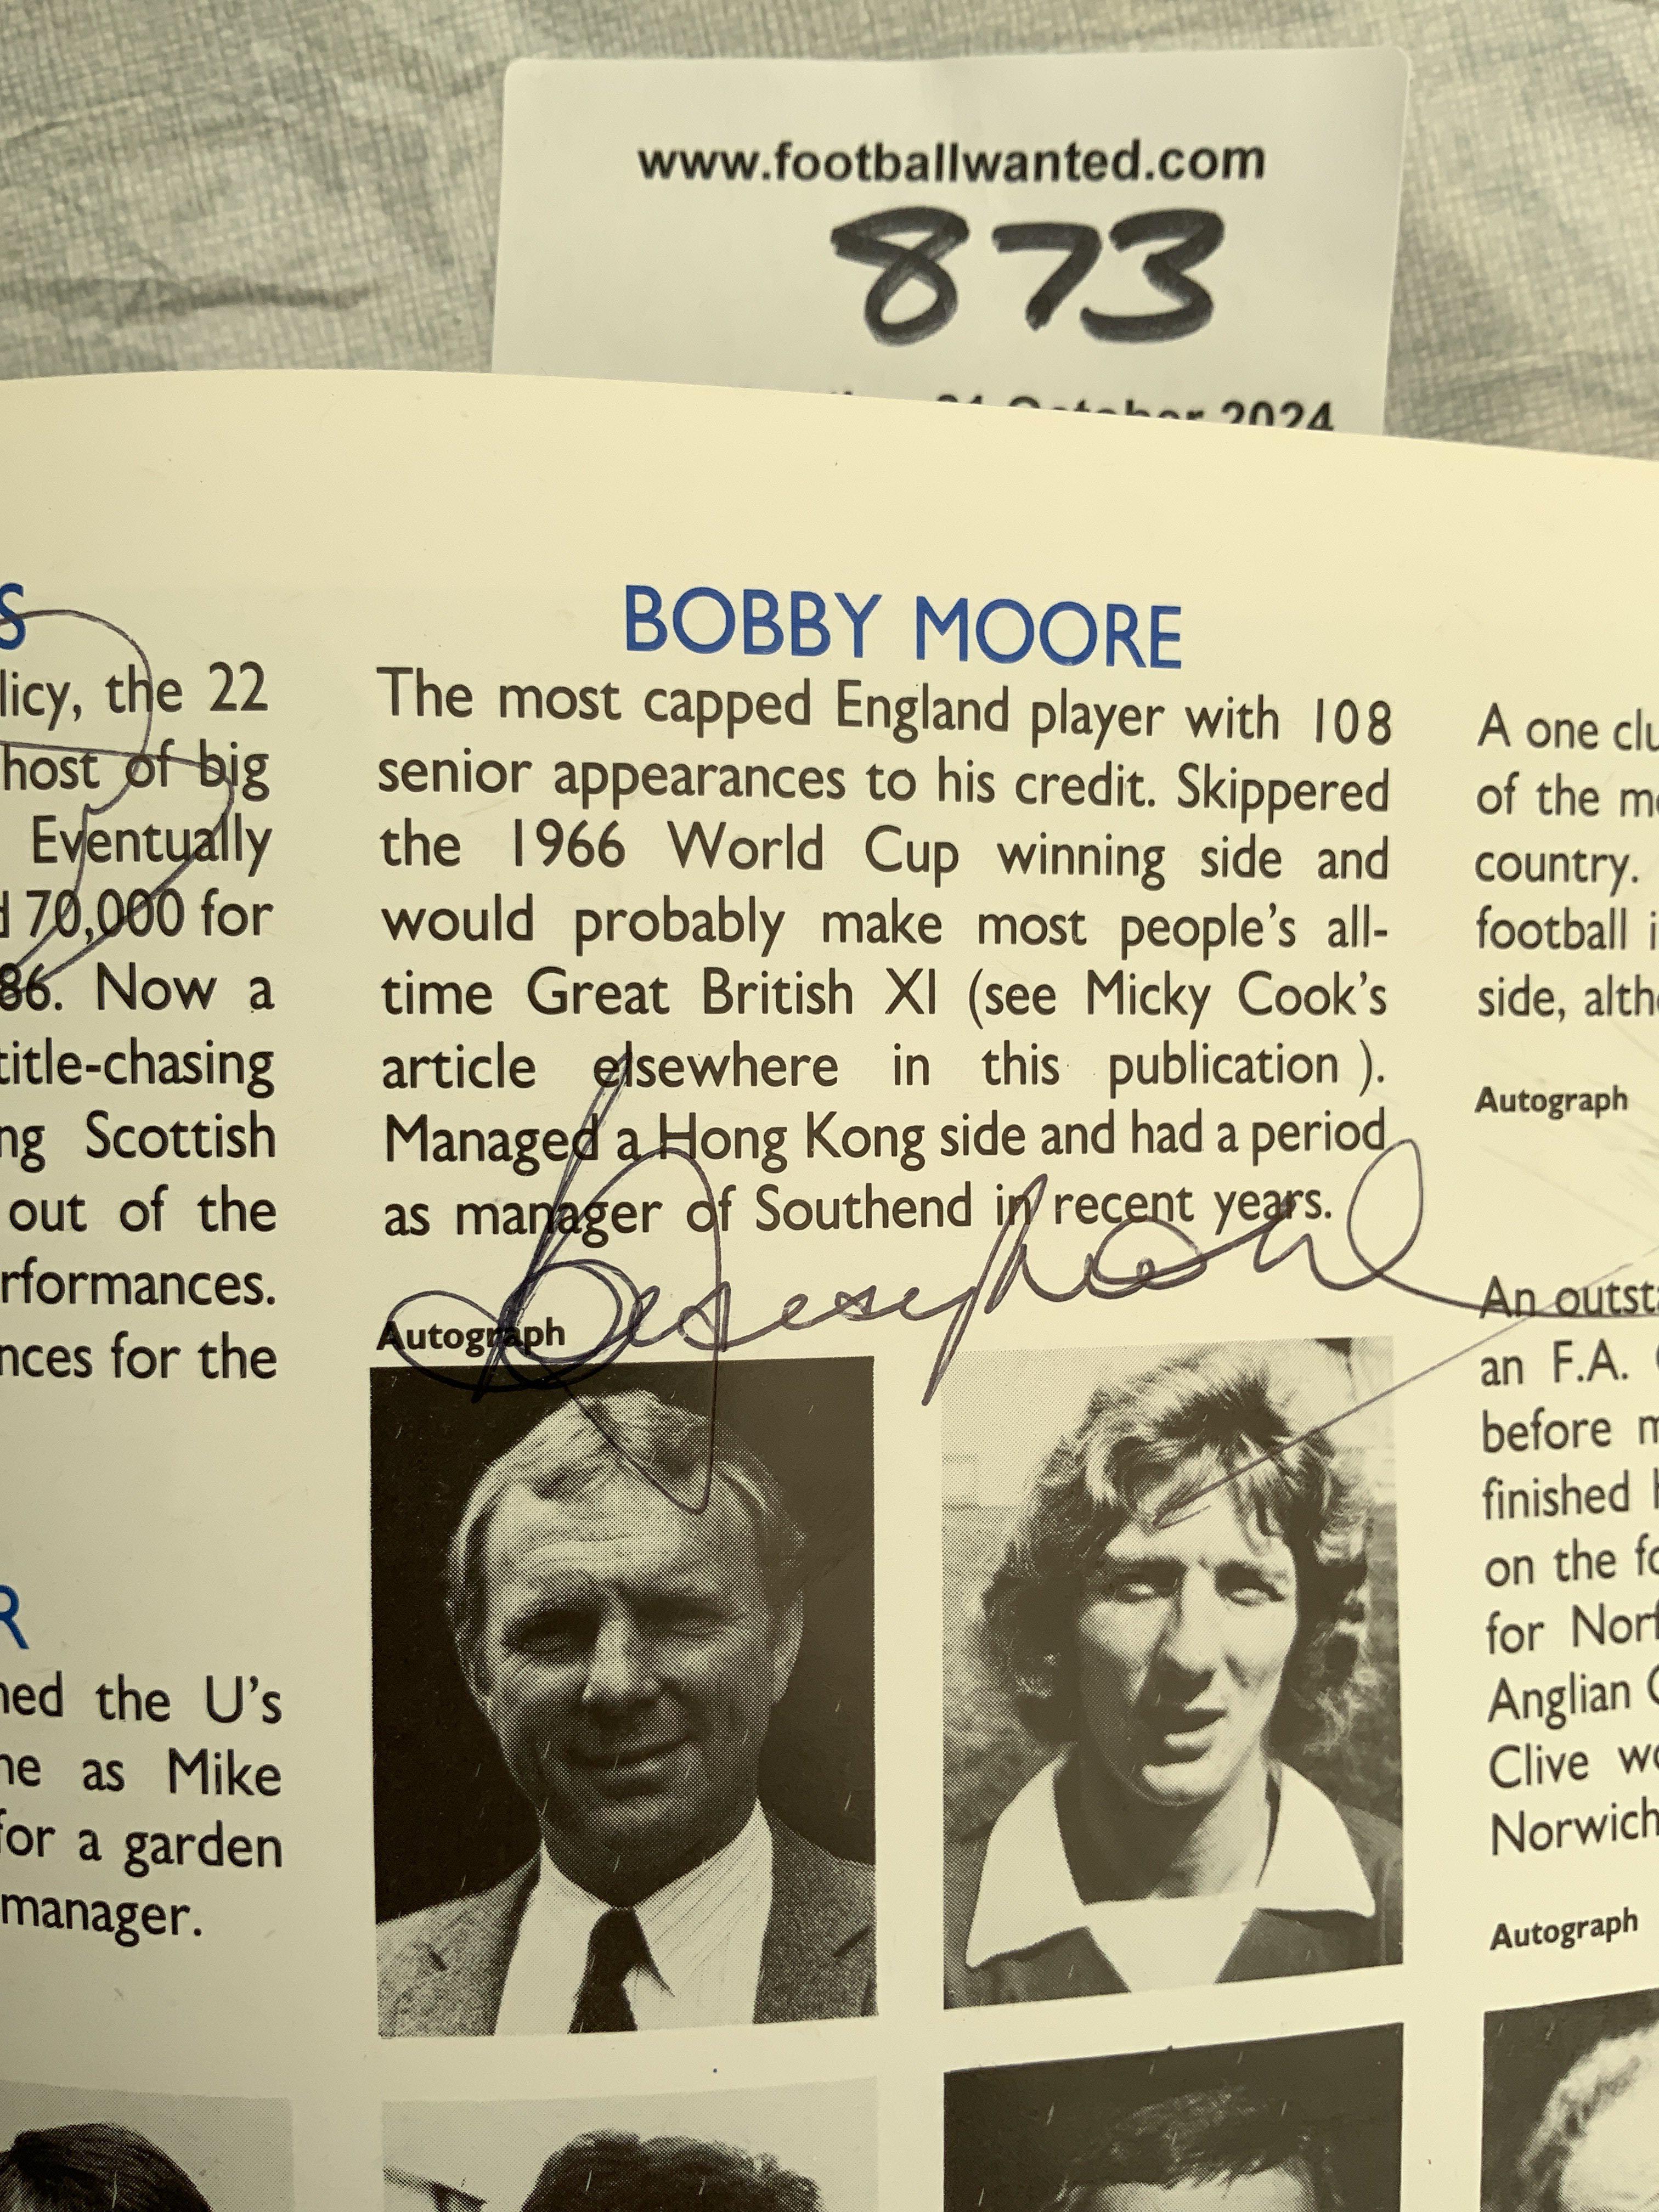 www.footballwanted.com
873
October 2024
BOBBY MOORE
The most capped England player with 108
senior appearances to his credit. Skippered
the 1966 World Cup winning side and
would probably make most people's all-
time Great British XI (see Micky Cook's
article elsewhere in this publication ).
Managed a Hong Kong side and had a period
as manager of Southend in recent years.
Autograph
S
licy, the 22
host of big
Eventually
70,000 for
86. Now a
title-chasing
ng Scottish
out of the
rformances.
nces for the
R
ned the U's
ne as Mike
for a garden
manager.
A one clu
of the m
country.
football i
side, alth
Autograph
An outst
an F.A.
before m
finished
on the fo
for Norf
Anglian
Clive wo
Norwich
Autograph